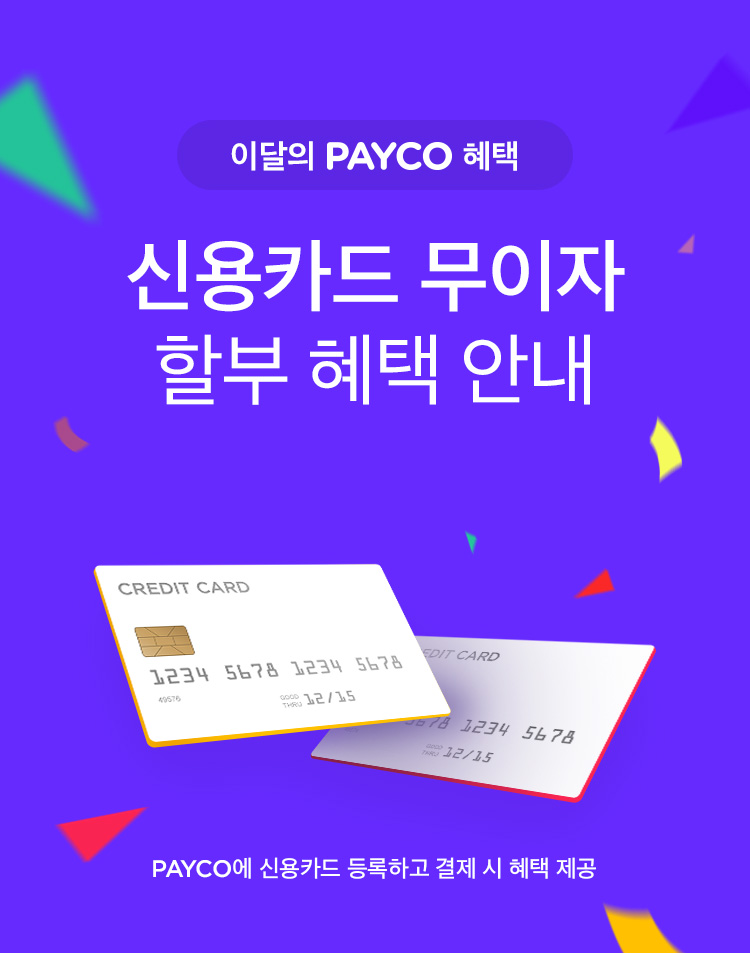 이달의 PAYCO 혜택
신용카드 무이자
할부 혜택 안내
CREDIT CARD
1234 5678 1234 5678
49576
GOOD THRU 12/15
EDIT CARD
5678 1234 5678
GOOD THRU 12/15
PAYCO에 신용카드 등록하고 결제 시 혜택 제공